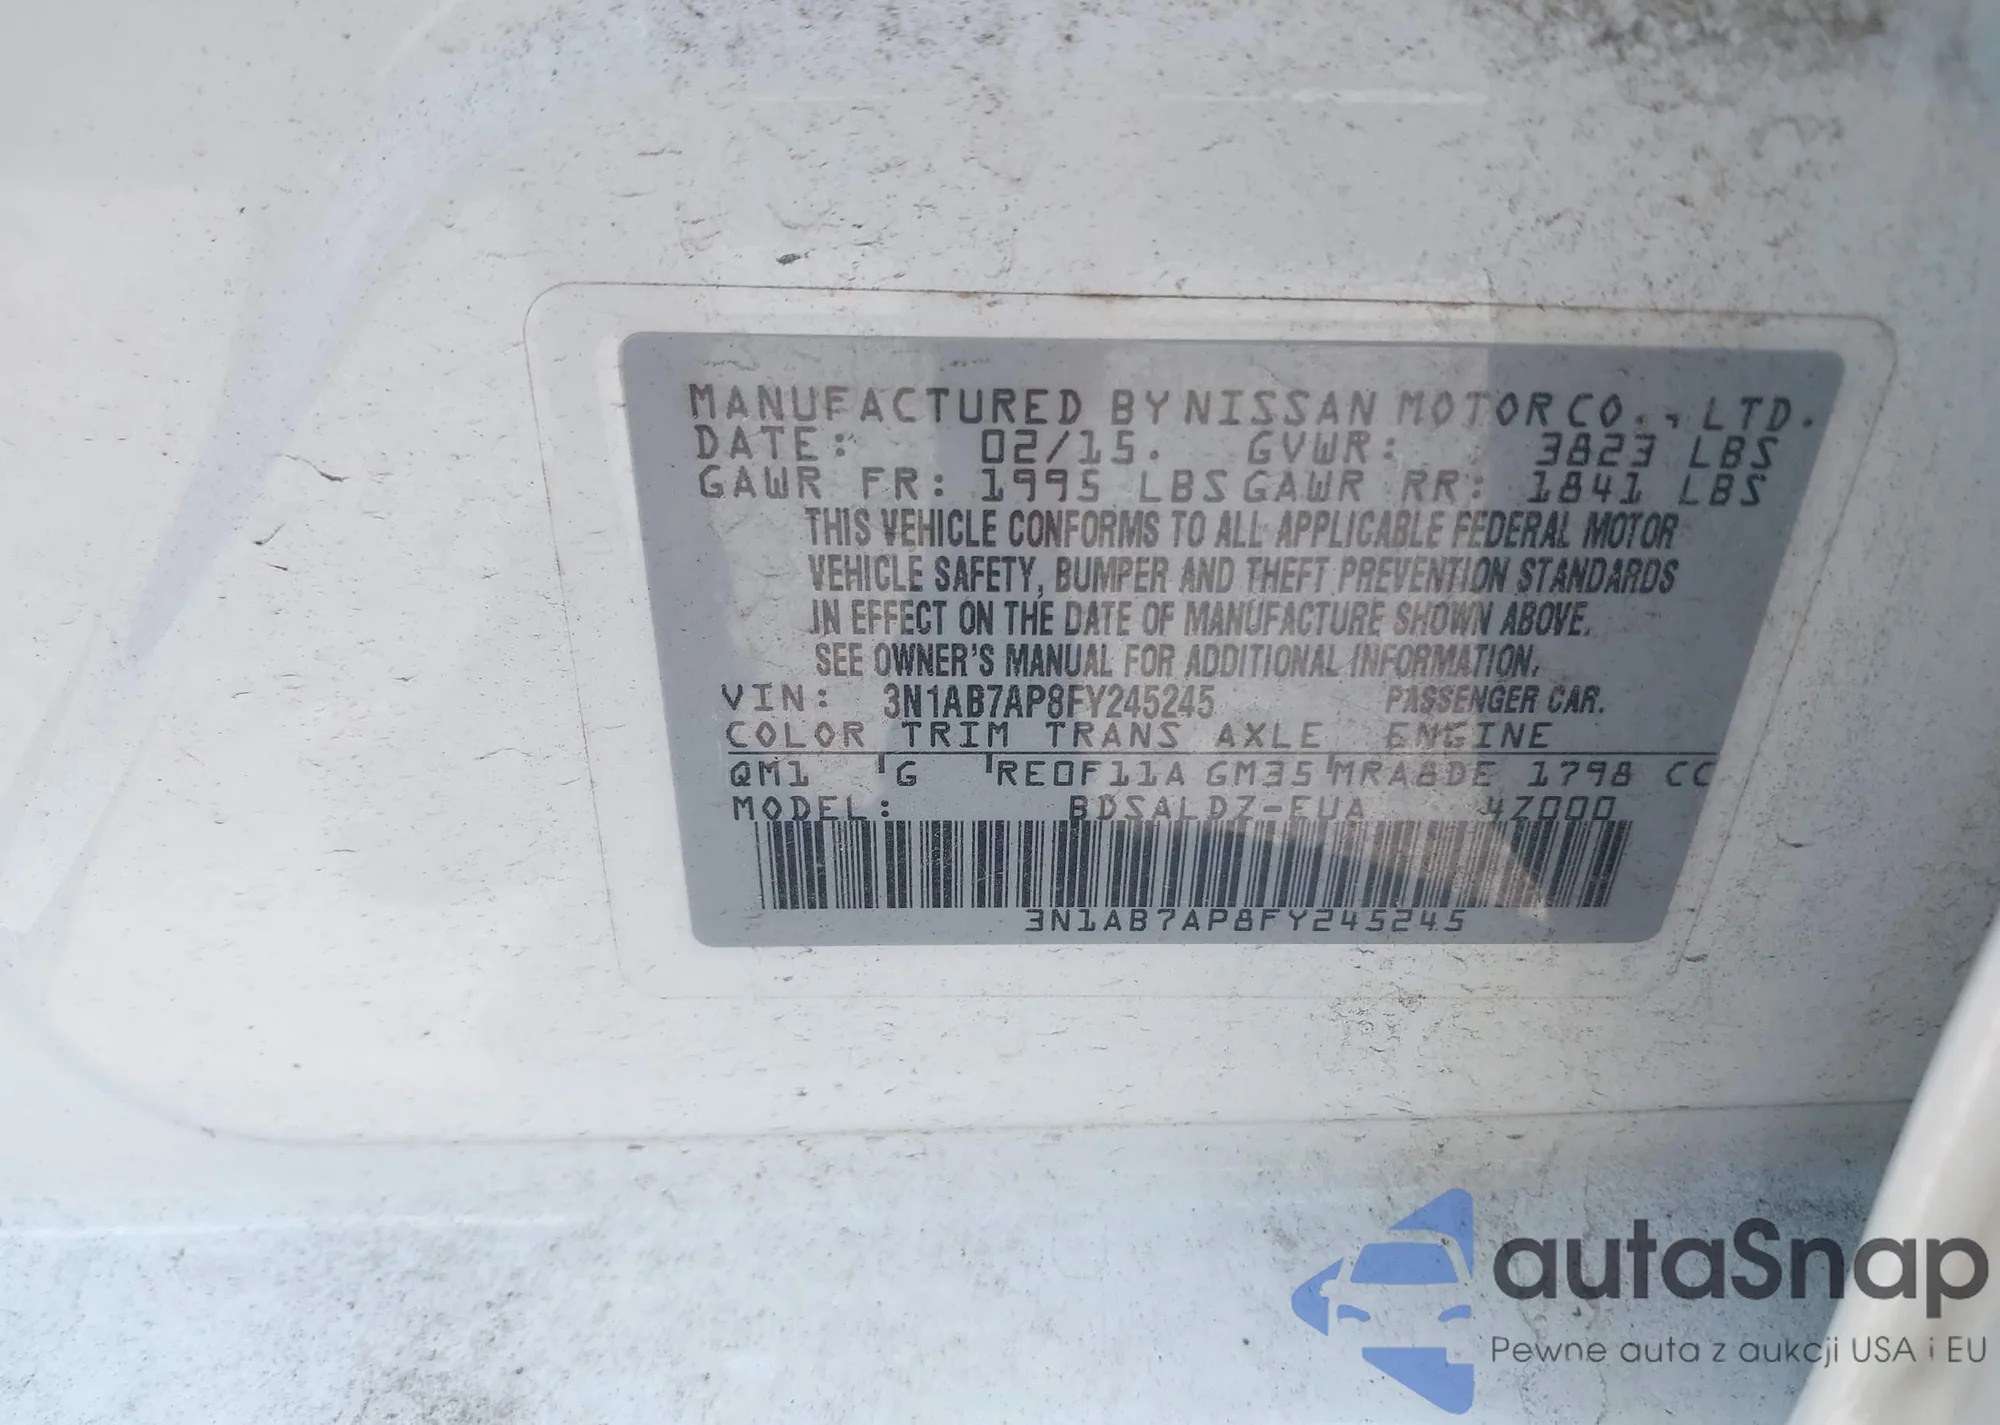 MANUFACTURED BY NISSAN MOTOR CO., LTD.
DATE: 02/15. GVWR: 3823 LBS
GAWR FR: 1995 LBS GAWR RR: 1841 LBS
THIS VEHICLE CONFORMS TO ALL APPLICABLE FEDERAL MOTOR
VEHICLE SAFETY, BUMPER AND THEFT PREVENTION STANDARDS
IN EFFECT ON THE DATE OF MANUFACTURE SHOWN ABOVE.
SEE OWNER'S MANUAL FOR ADDITIONAL INFORMATION.
VIN: 3N1AB7AP8FY245245 PASSENGER CAR.
COLOR TRIM TRANS AXLE ENGINE
QM1 G RE0F11A GM35 MRA8DE 1798 CC
MODEL: BDSALDZ-EUA 4Z000
3N1AB7AP8FY245245
autaSnap
Pewne auta z aukcji USA i EU